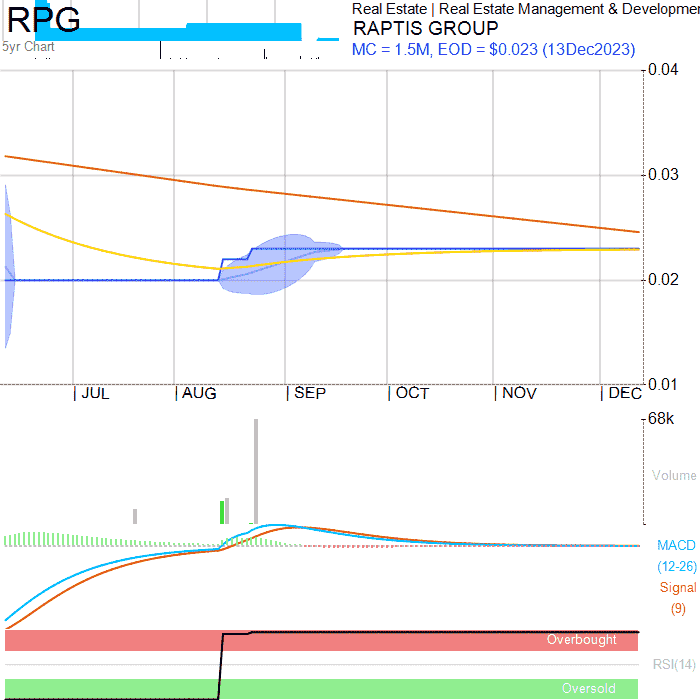 RPG
5yr Chart
Real Estate | Real Estate Management & Developmen
RAPTIS GROUP
MC = 1.5M, EOD = $0.023 (13Dec2023)
0.04
0.03
0.02
0.01
| JUL | AUG | SEP | OCT | NOV | DEC
68k
Volume
MACD
(12-26)
Signal
(9)
Overbought
RSI(14)
Oversold